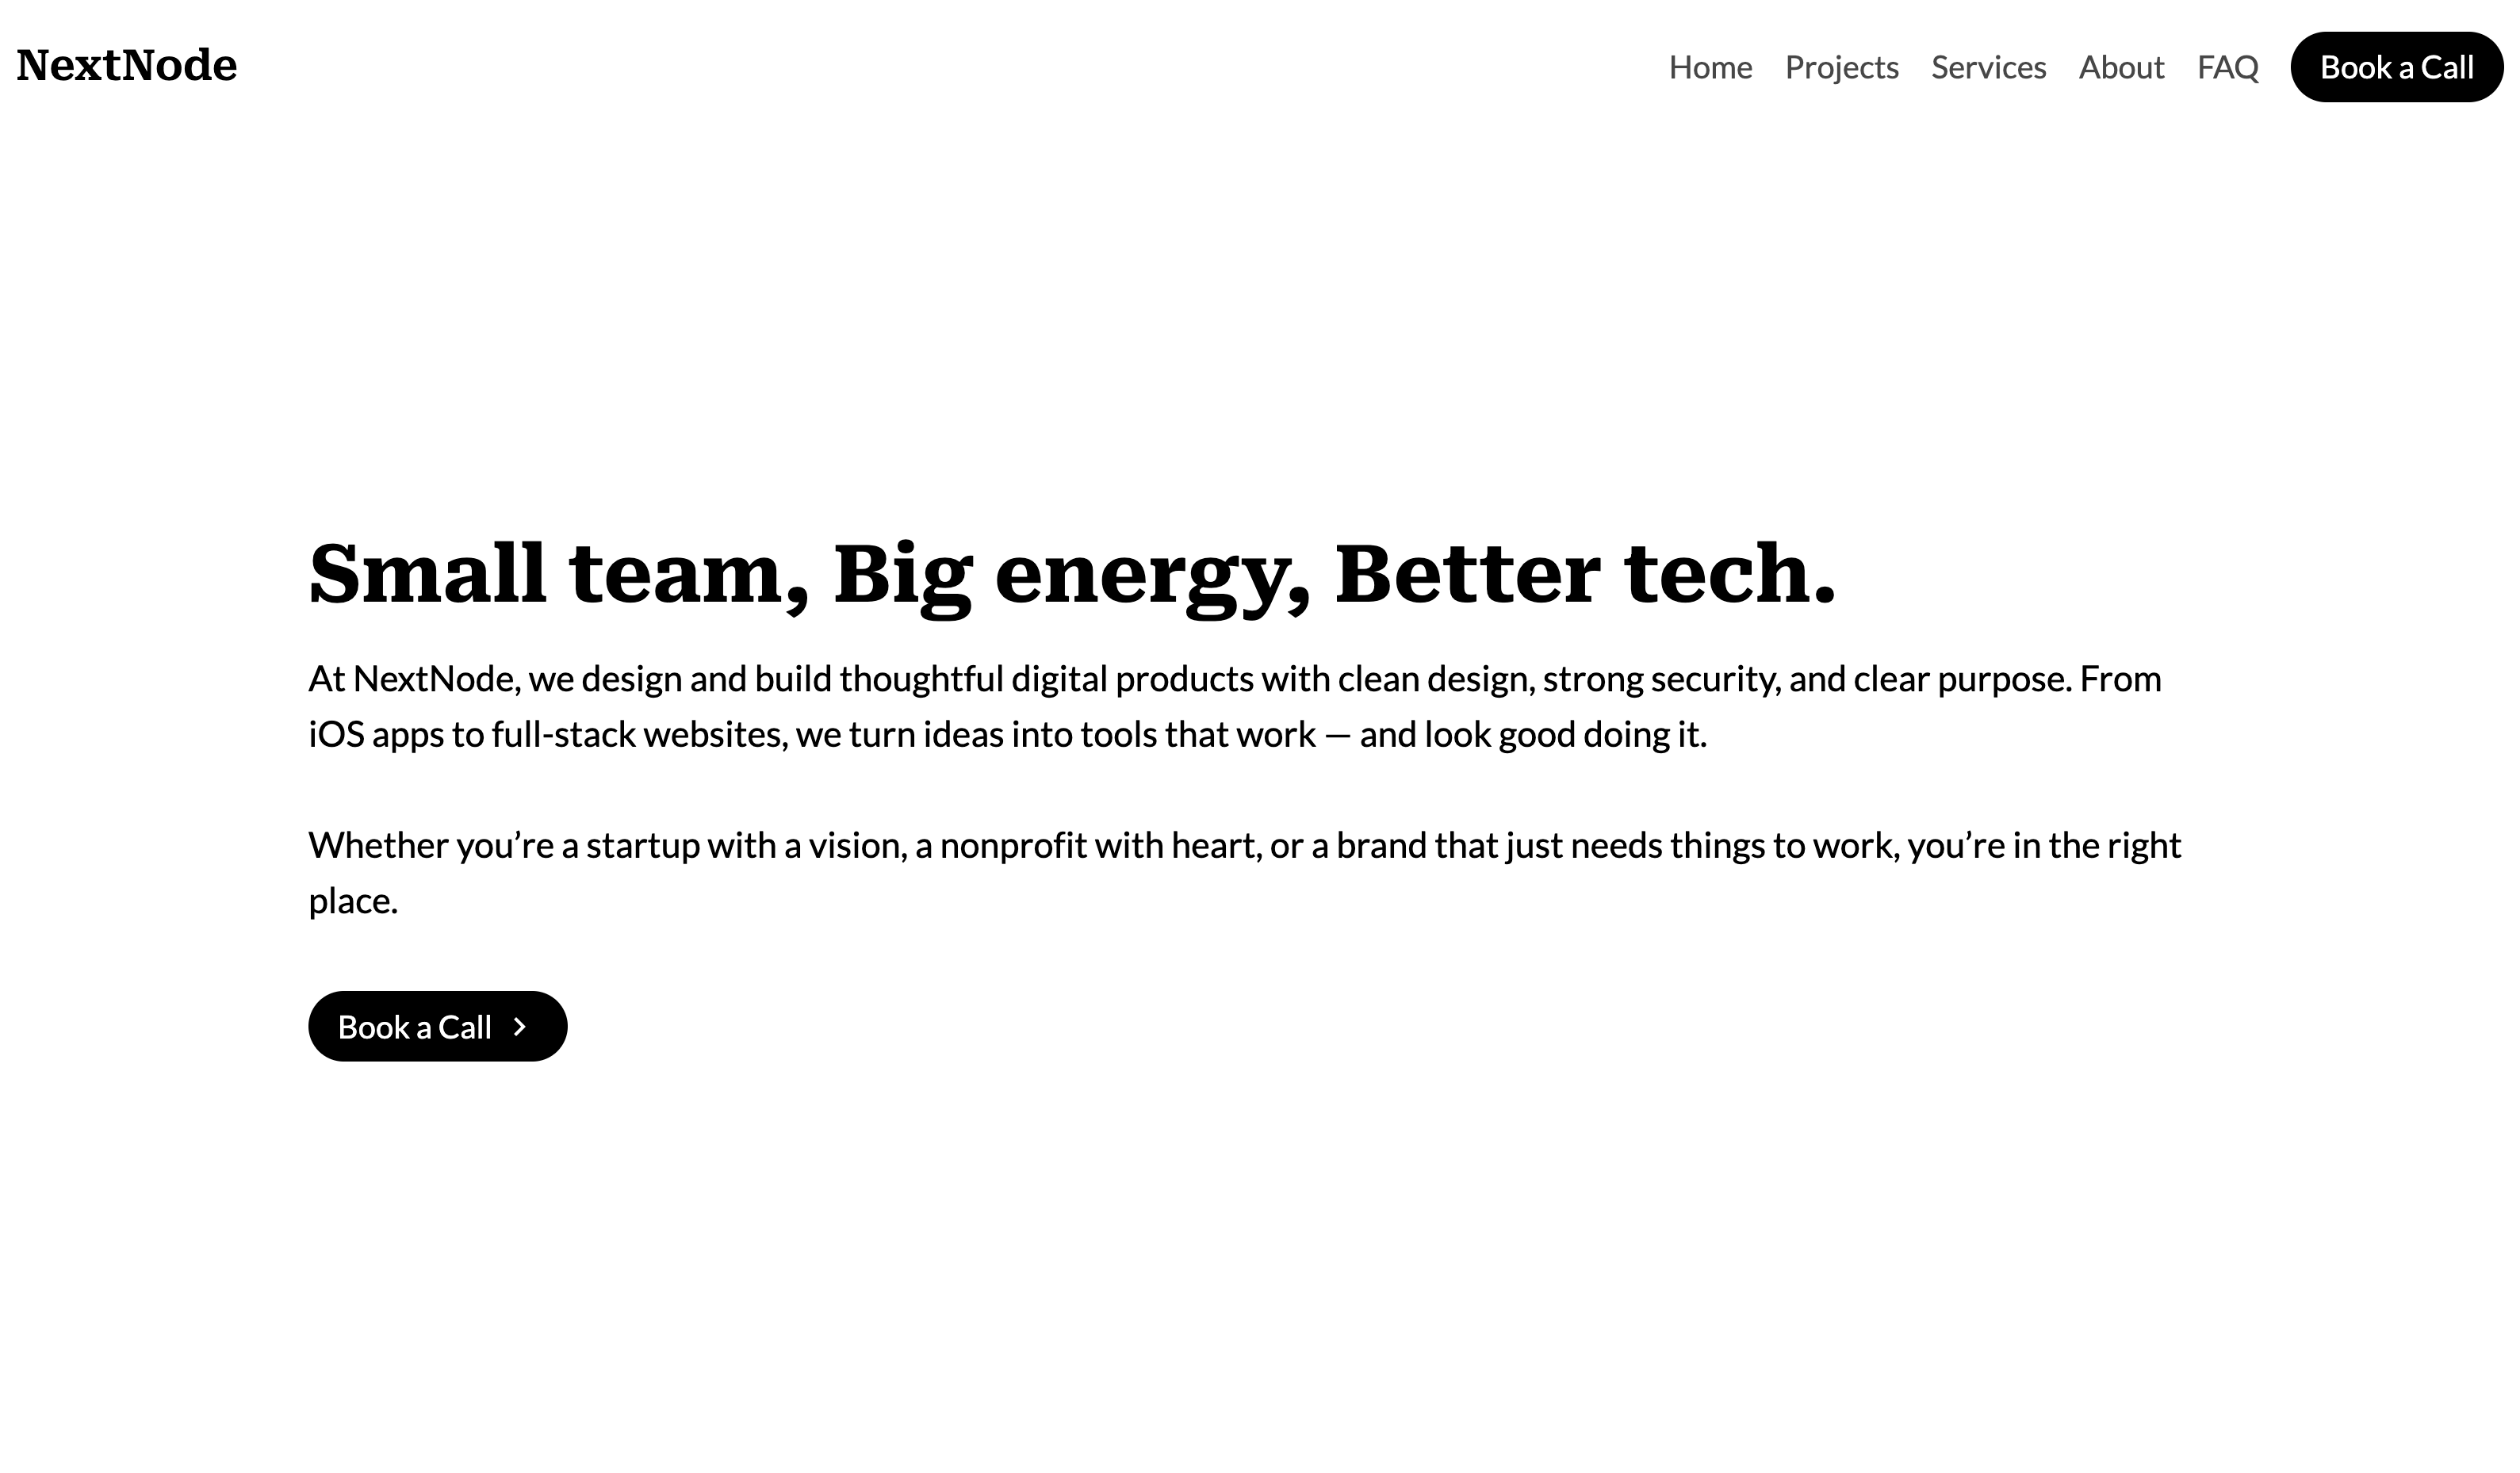 NextNode
Home Projects Services About FAQ Book a Call
Small team, Big energy, Better tech.
At NextNode, we design and build thoughtful digital products with clean design, strong security, and clear purpose. From
iOS apps to full-stack websites, we turn ideas into tools that work — and look good doing it.
Whether you’re a startup with a vision, a nonprofit with heart, or a brand that just needs things to work, you’re in the right
place.
Book a Call